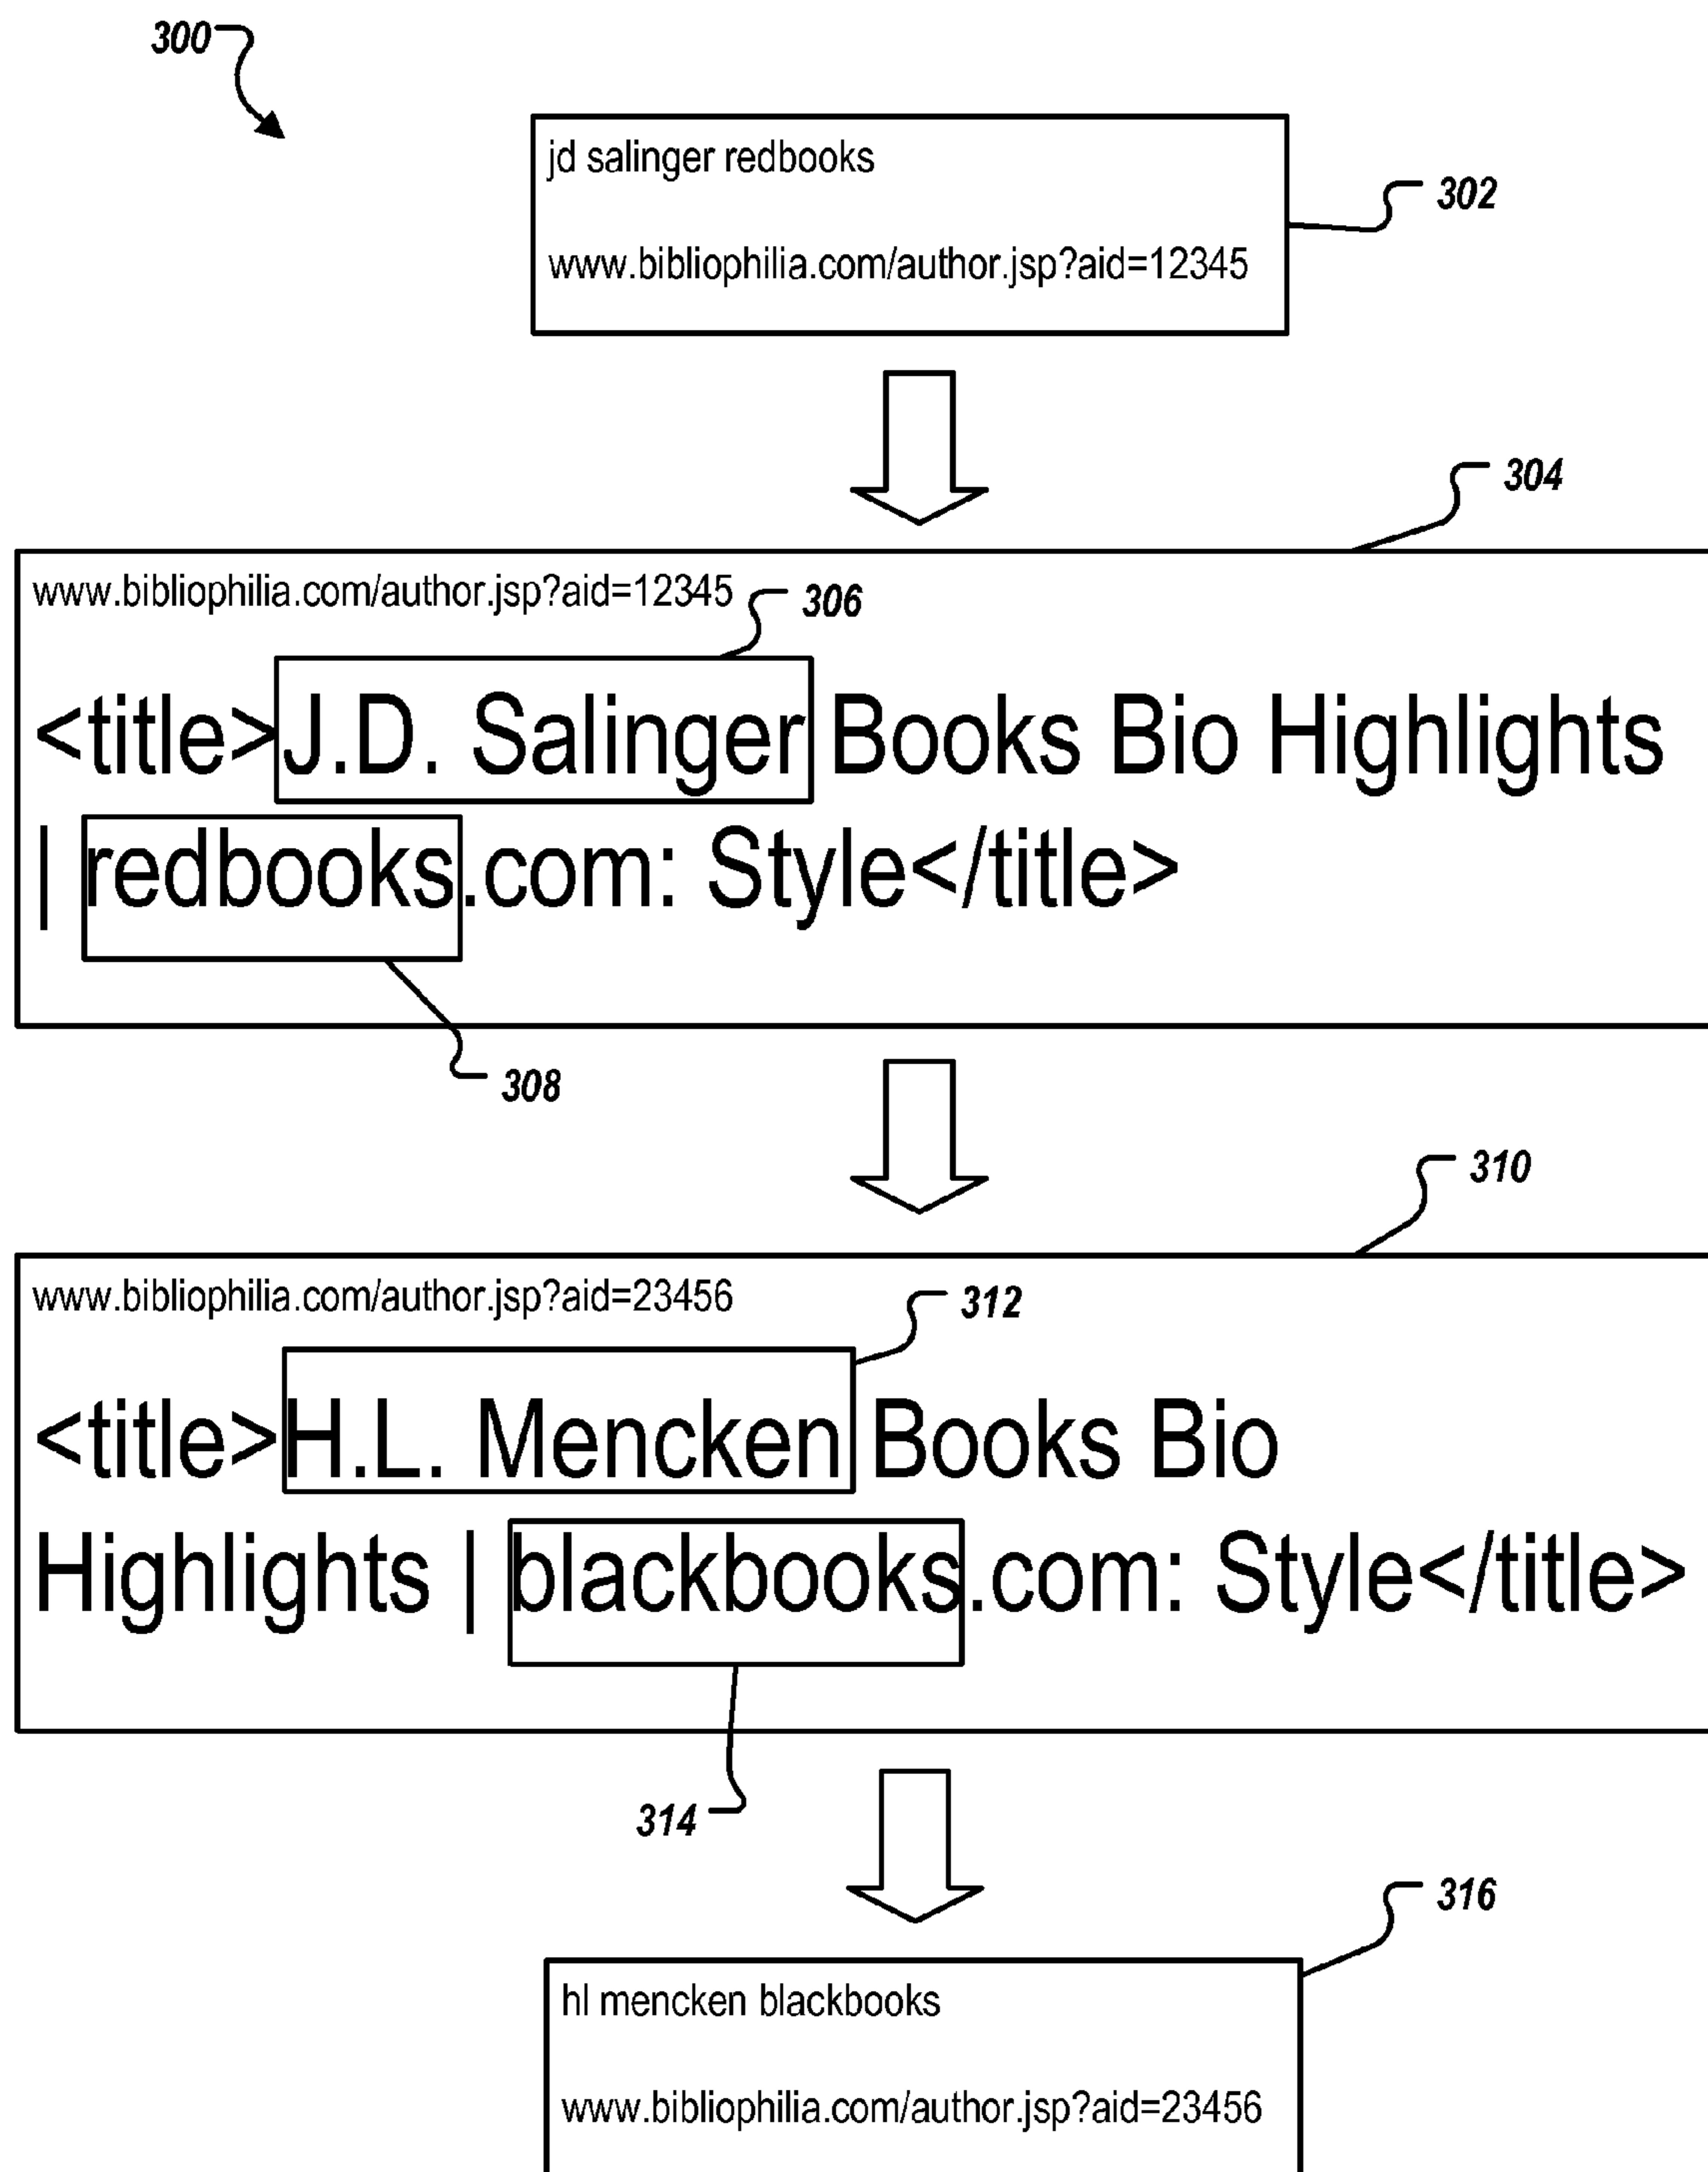 300
jd salinger redbooks
302
www.bibliophilia.com/author.jsp?aid=12345
304
www.bibliophilia.com/author.jsp?aid=12345
306
<title>J.D. Salinger Books Bio Highlights
| redbooks.com: Style</title>
308
310
www.bibliophilia.com/author.jsp?aid=23456
312
<title>H.L. Mencken Books Bio
Highlights | blackbooks.com: Style</title>
314
316
hl mencken blackbooks
www.bibliophilia.com/author.jsp?aid=23456